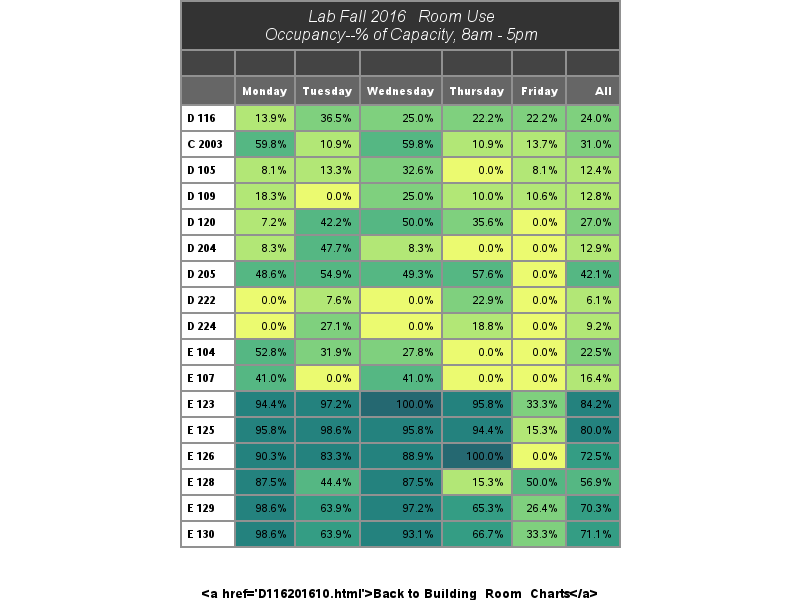 Lab Fall 2016 Room Use
Occupancy--% of Capacity, 8am - 5pm
Monday Tuesday Wednesday Thursday Friday All
D 116 13.9% 36.5% 25.0% 22.2% 22.2% 24.0%
C 2003 59.8% 10.9% 59.8% 10.9% 13.7% 31.0%
D 105 8.1% 13.3% 32.6% 0.0% 8.1% 12.4%
D 109 18.3% 0.0% 25.0% 10.0% 10.6% 12.8%
D 120 7.2% 42.2% 50.0% 35.6% 0.0% 27.0%
D 204 8.3% 47.7% 8.3% 0.0% 0.0% 12.9%
D 205 48.6% 54.9% 49.3% 57.6% 0.0% 42.1%
D 222 0.0% 7.6% 0.0% 22.9% 0.0% 6.1%
D 224 0.0% 27.1% 0.0% 18.8% 0.0% 9.2%
E 104 52.8% 31.9% 27.8% 0.0% 0.0% 22.5%
E 107 41.0% 0.0% 41.0% 0.0% 0.0% 16.4%
E 123 94.4% 97.2% 100.0% 95.8% 33.3% 84.2%
E 125 95.8% 98.6% 95.8% 94.4% 15.3% 80.0%
E 126 90.3% 83.3% 88.9% 100.0% 0.0% 72.5%
E 128 87.5% 44.4% 87.5% 15.3% 50.0% 56.9%
E 129 98.6% 63.9% 97.2% 65.3% 26.4% 70.3%
E 130 98.6% 63.9% 93.1% 66.7% 33.3% 71.1%
<a href='D116201610.html'>Back to Building_Room_Charts</a>